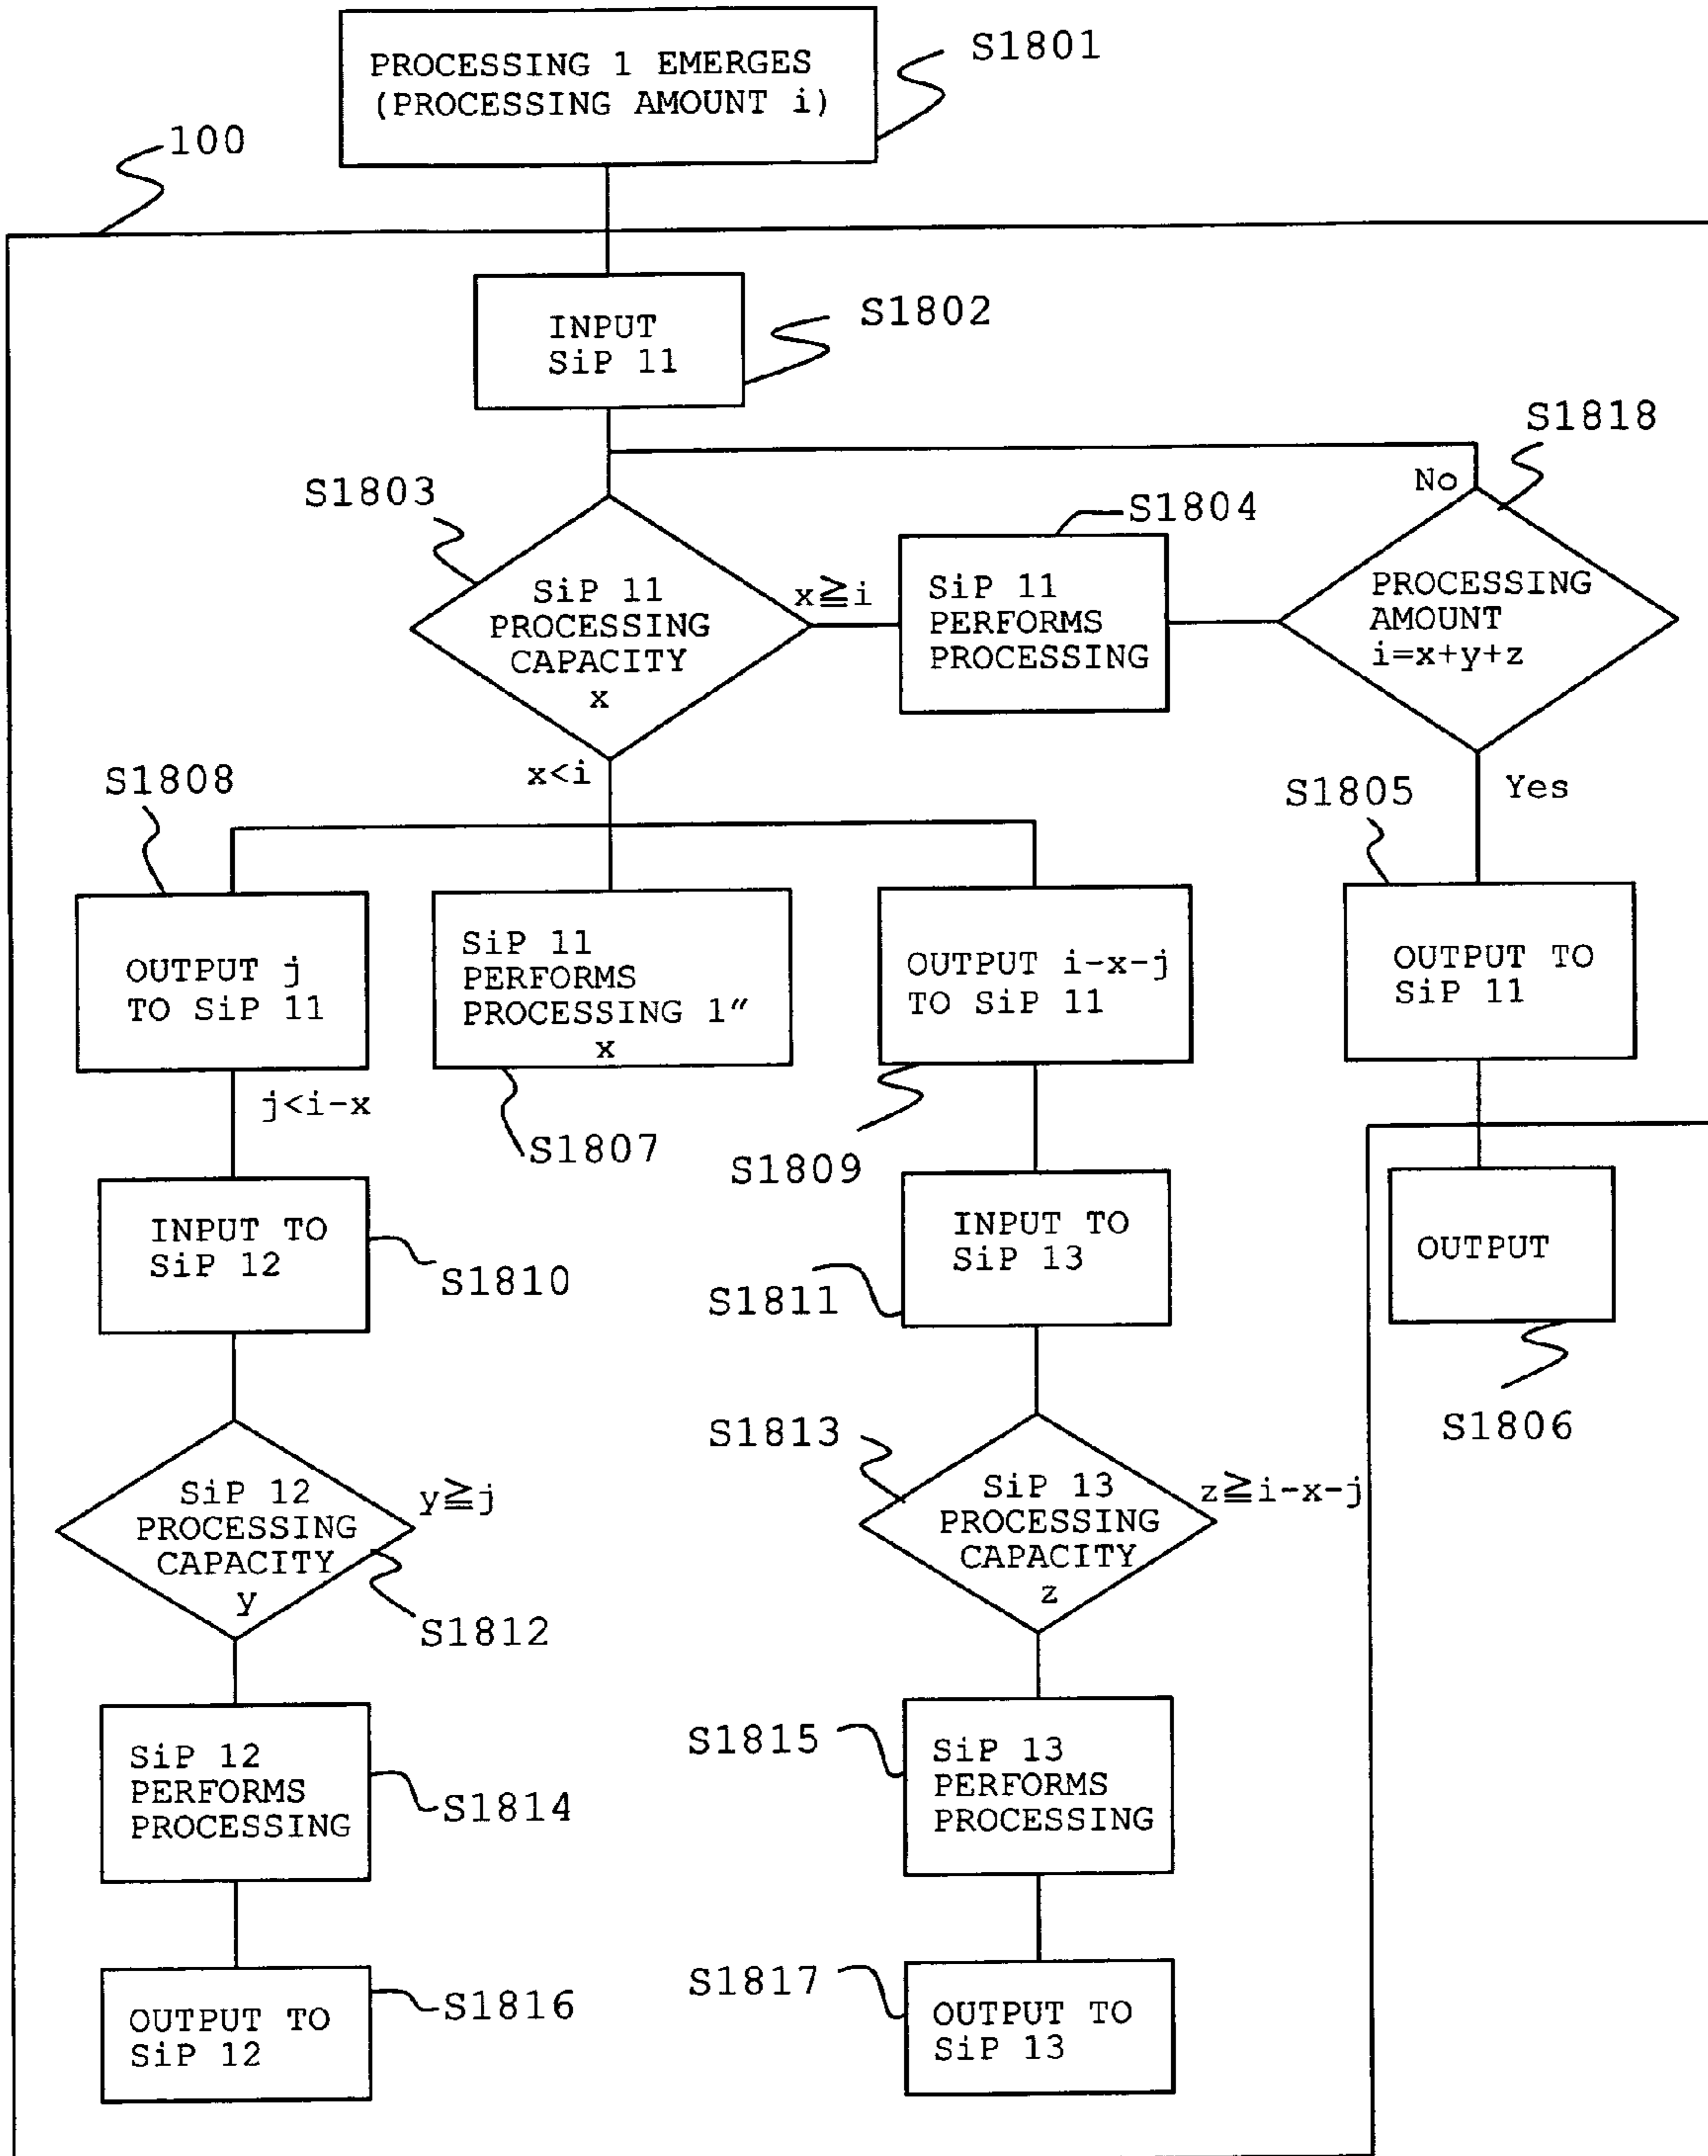 PROCESSING 1 EMERGES
(PROCESSING AMOUNT i)
S1801
100
INPUT
SiP 11
S1802
S1818
No
S1803
SiP 11
PROCESSING
CAPACITY
x
x≧i
S1804
SiP 11
PERFORMS
PROCESSING
PROCESSING
AMOUNT
i=x+y+z
x<i
Yes
S1808
S1805
OUTPUT j
TO SiP 11
SiP 11
PERFORMS
PROCESSING 1″
x
OUTPUT i-x-j
TO SiP 11
OUTPUT TO
SiP 11
j<i-x
S1807
S1809
INPUT TO
SiP 12
S1810
INPUT TO
SiP 13
S1811
OUTPUT
S1806
SiP 12
PROCESSING
CAPACITY
y
y≧j
S1812
S1813
SiP 13
PROCESSING
CAPACITY
z
z≧i-x-j
SiP 12
PERFORMS
PROCESSING
S1814
S1815
SiP 13
PERFORMS
PROCESSING
OUTPUT TO
SiP 12
S1816
S1817
OUTPUT TO
SiP 13